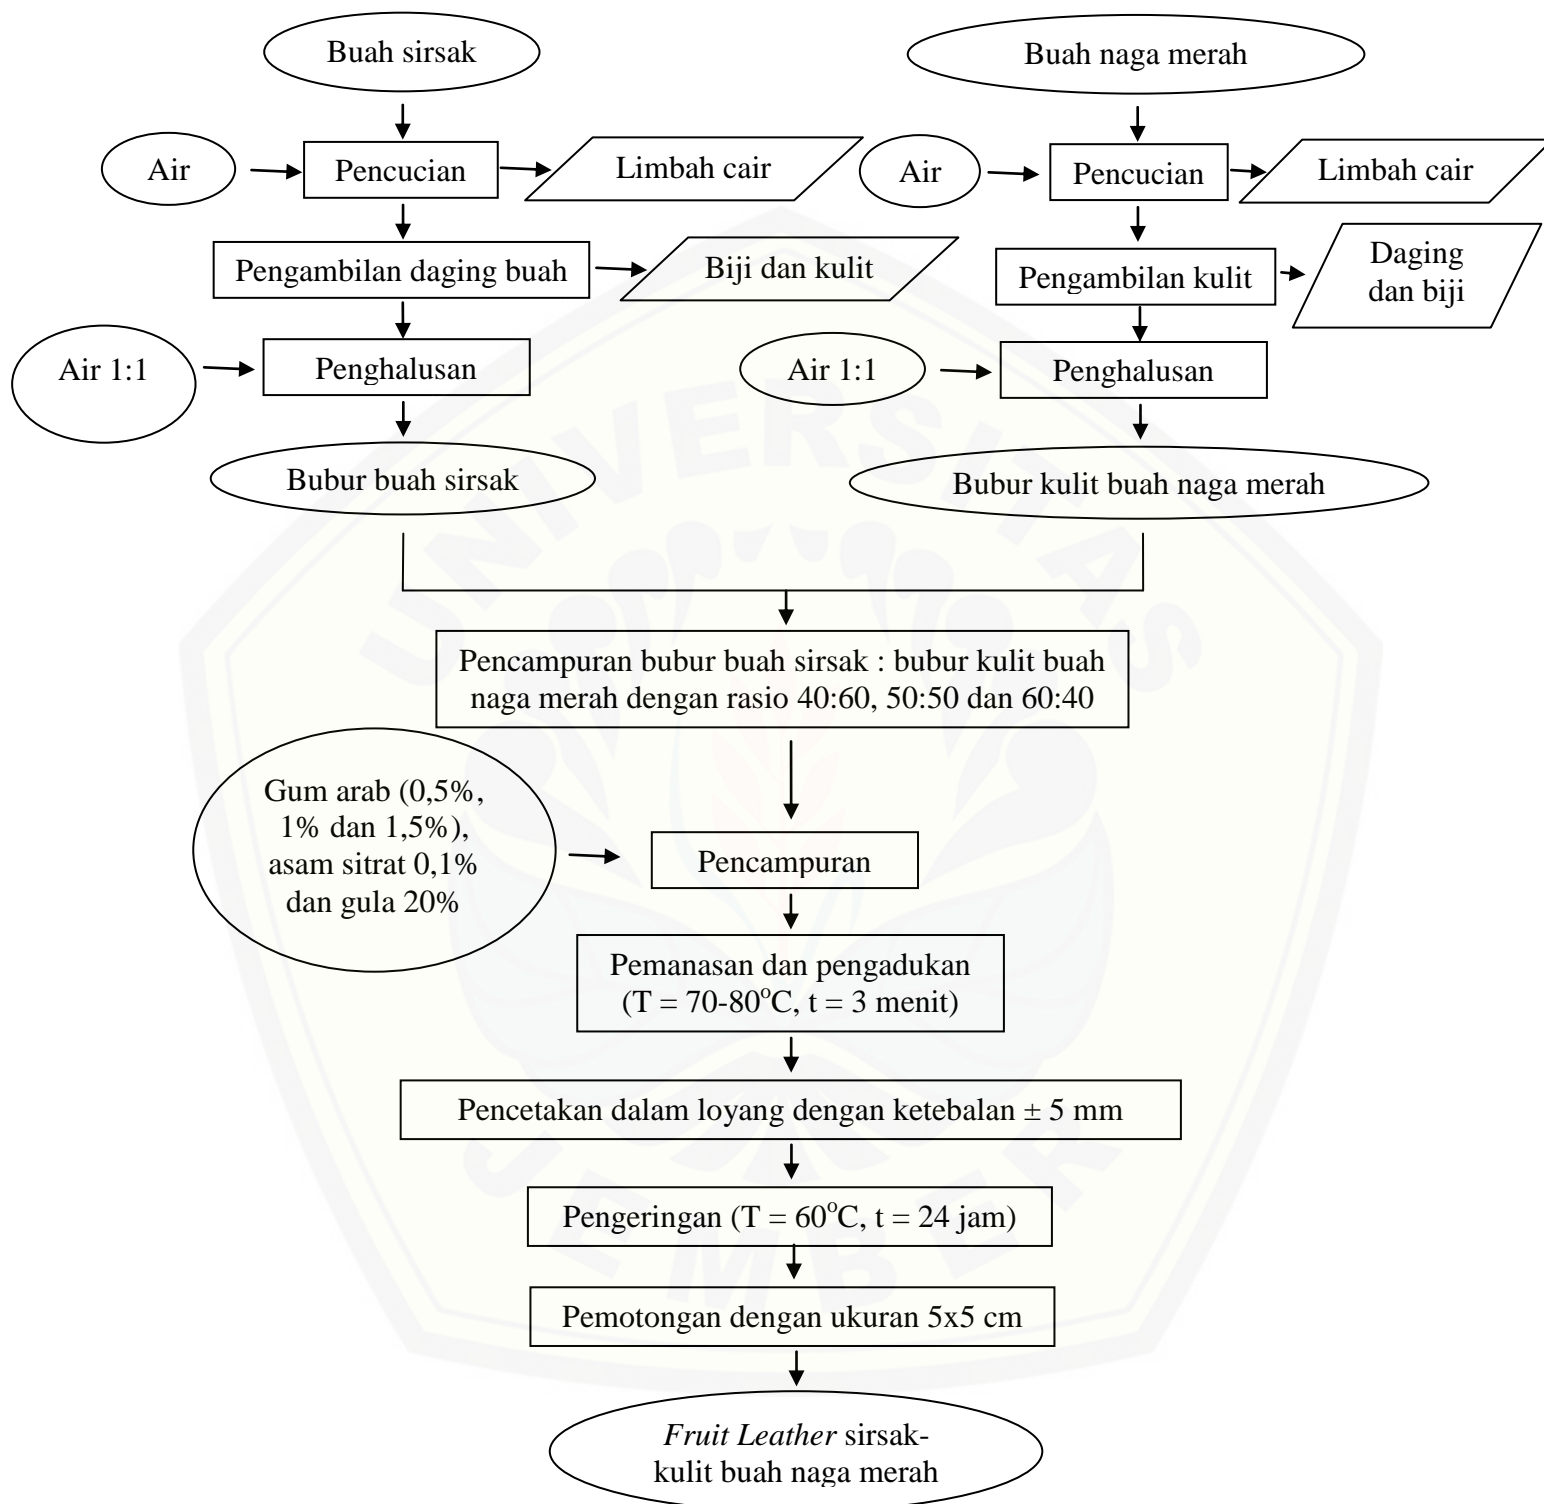 Buah sirsak
Buah naga merah
Air
Pencucian
Limbah cair
Air
Pencucian
Limbah cair
Pengambilan daging buah
Biji dan kulit
Pengambilan kulit
Daging
dan biji
Air 1:1
Penghalusan
Air 1:1
Penghalusan
Bubur buah sirsak
Bubur kulit buah naga merah
Pencampuran bubur buah sirsak : bubur kulit buah
naga merah dengan rasio 40:60, 50:50 dan 60:40
Gum arab (0,5%,
1% dan 1,5%),
asam sitrat 0,1%
dan gula 20%
Pencampuran
Pemanasan dan pengadukan
(T = 70-80°C, t = 3 menit)
Pencetakan dalam loyang dengan ketebalan ± 5 mm
Pengeringan (T = 60°C, t = 24 jam)
Pemotongan dengan ukuran 5x5 cm
Fruit Leather sirsak-
kulit buah naga merah
UNIVERSITAS
JEMBER